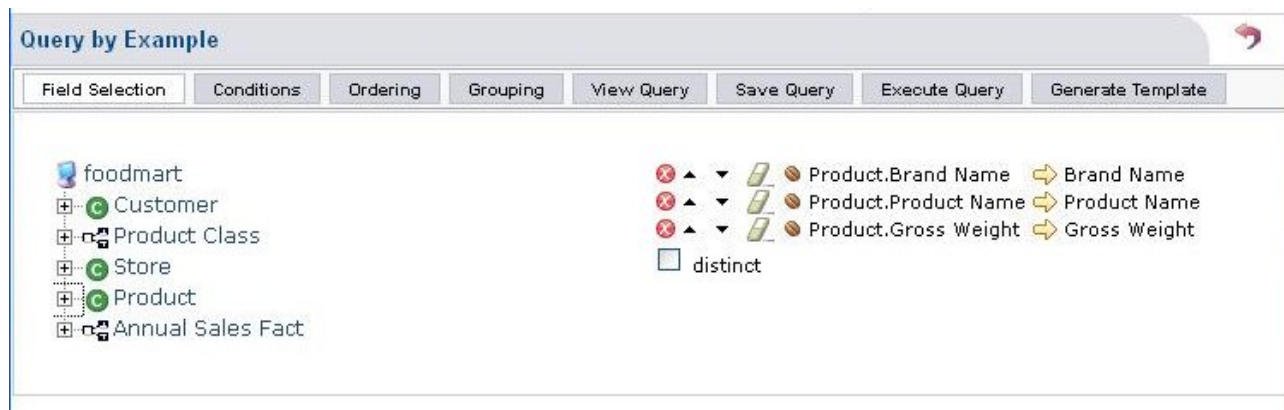 Query by Example
Field Selection Conditions Ordering Grouping View Query Save Query Execute Query Generate Template
foodmart
Customer
Product Class
Store
Product
Annual Sales Fact
Product.Brand Name Brand Name
Product.Product Name Product Name
Product.Gross Weight Gross Weight
distinct